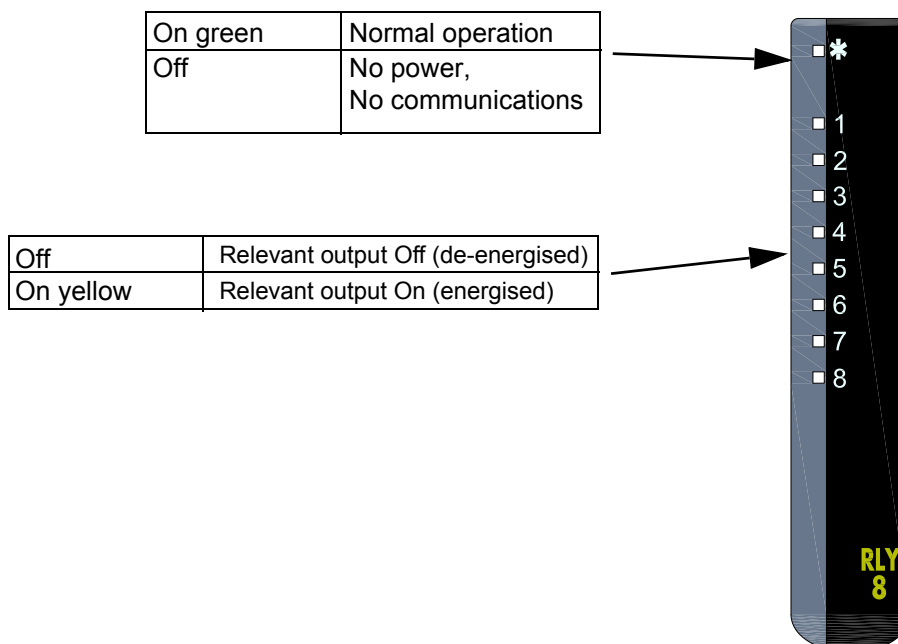 On green Normal operation
Off No power,
No communications
Off Relevant output Off (de-energised)
On yellow Relevant output On (energised)
*
1
2
3
4
5
6
7
8
RLY
8